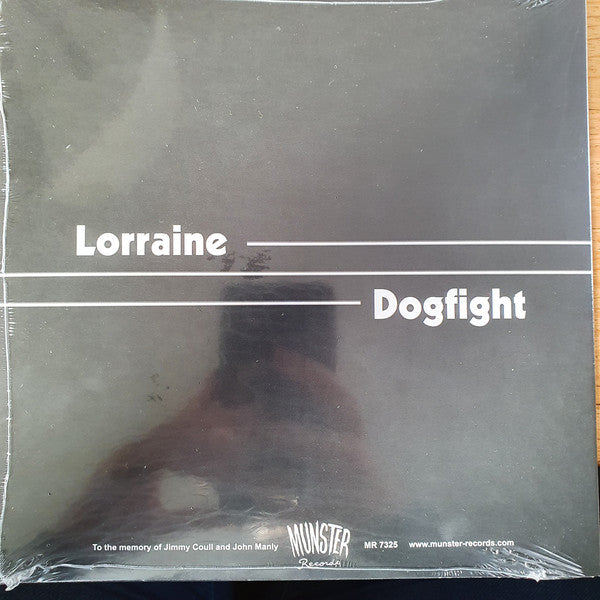 Lorraine
Dogfight
To the memory of Jimmy Coull and John Manly MUNSTER Records MR 7325 www.munster-records.com